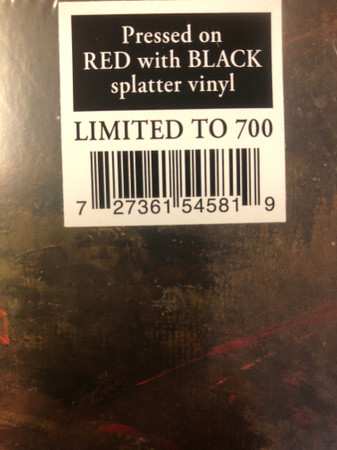 Pressed on
RED with BLACK
splatter vinyl
LIMITED TO 700
7 27361 54581 9